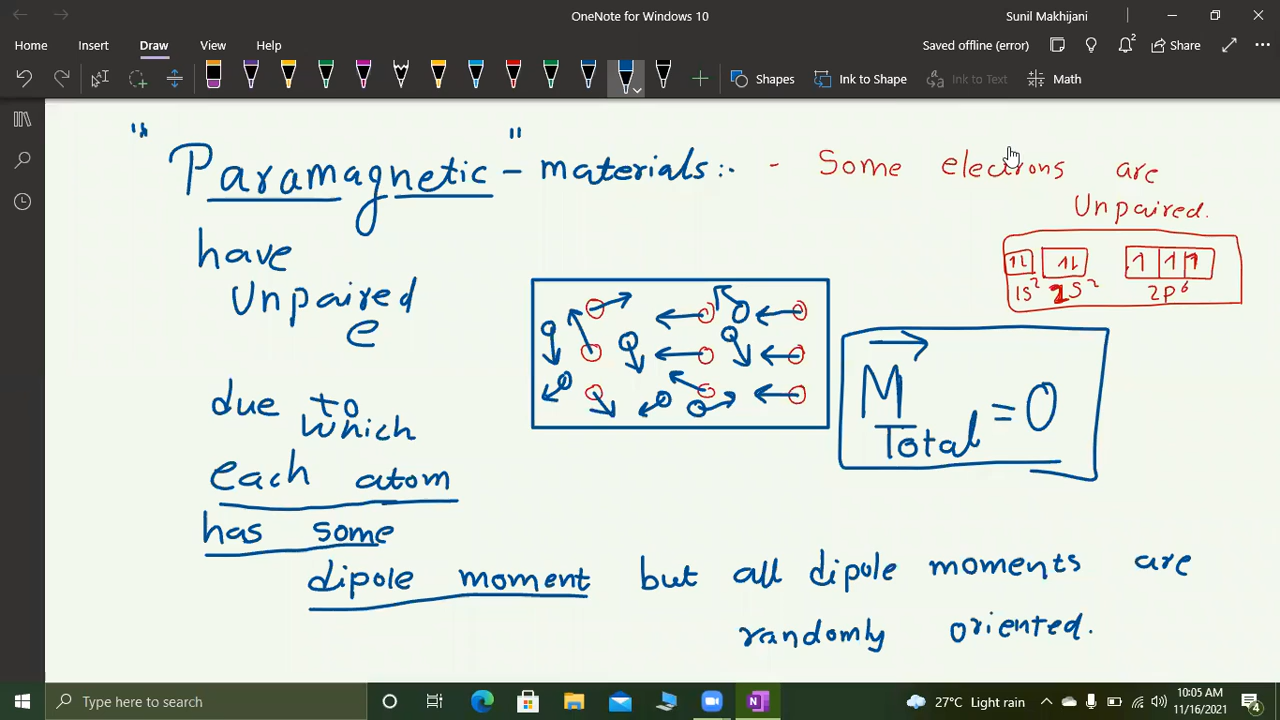 OneNote for Windows 10
Sunil Makhijani
Home Insert Draw View Help
Saved offline (error) Share
Shapes Ink to Shape Ink to Text Math
"Paramagnetic" - materials :- - Some electrons are
Unpaired.
have
Unpaired
e
1S² 2S² 2P⁶
M Total = 0
due to
which
each atom
has some
dipole moment but all dipole moments are
randomly oriented.
Type here to search
27°C Light rain
10:05 AM
11/16/2021
4